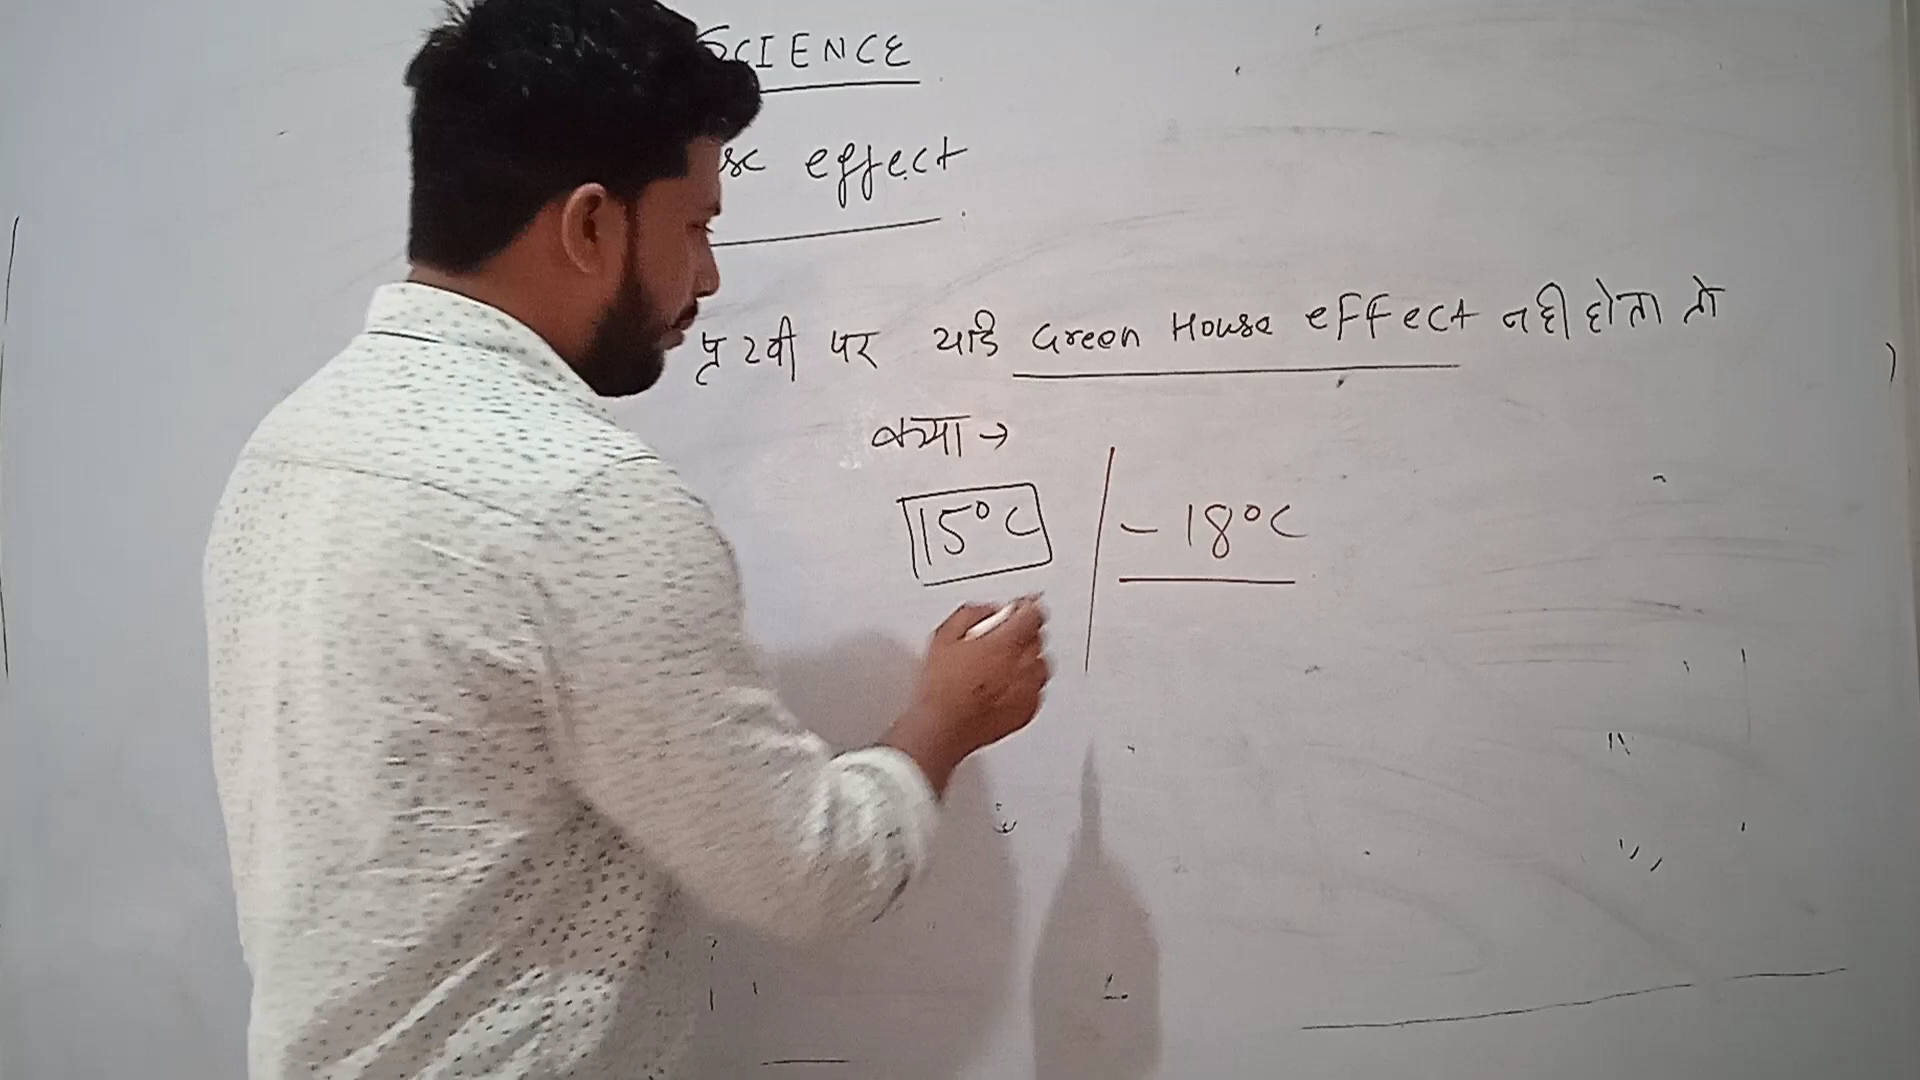 SCIENCE
effect
पृथ्वी पर यदि Green House effect नही होता तो
क्या →
15°C / - 18°C